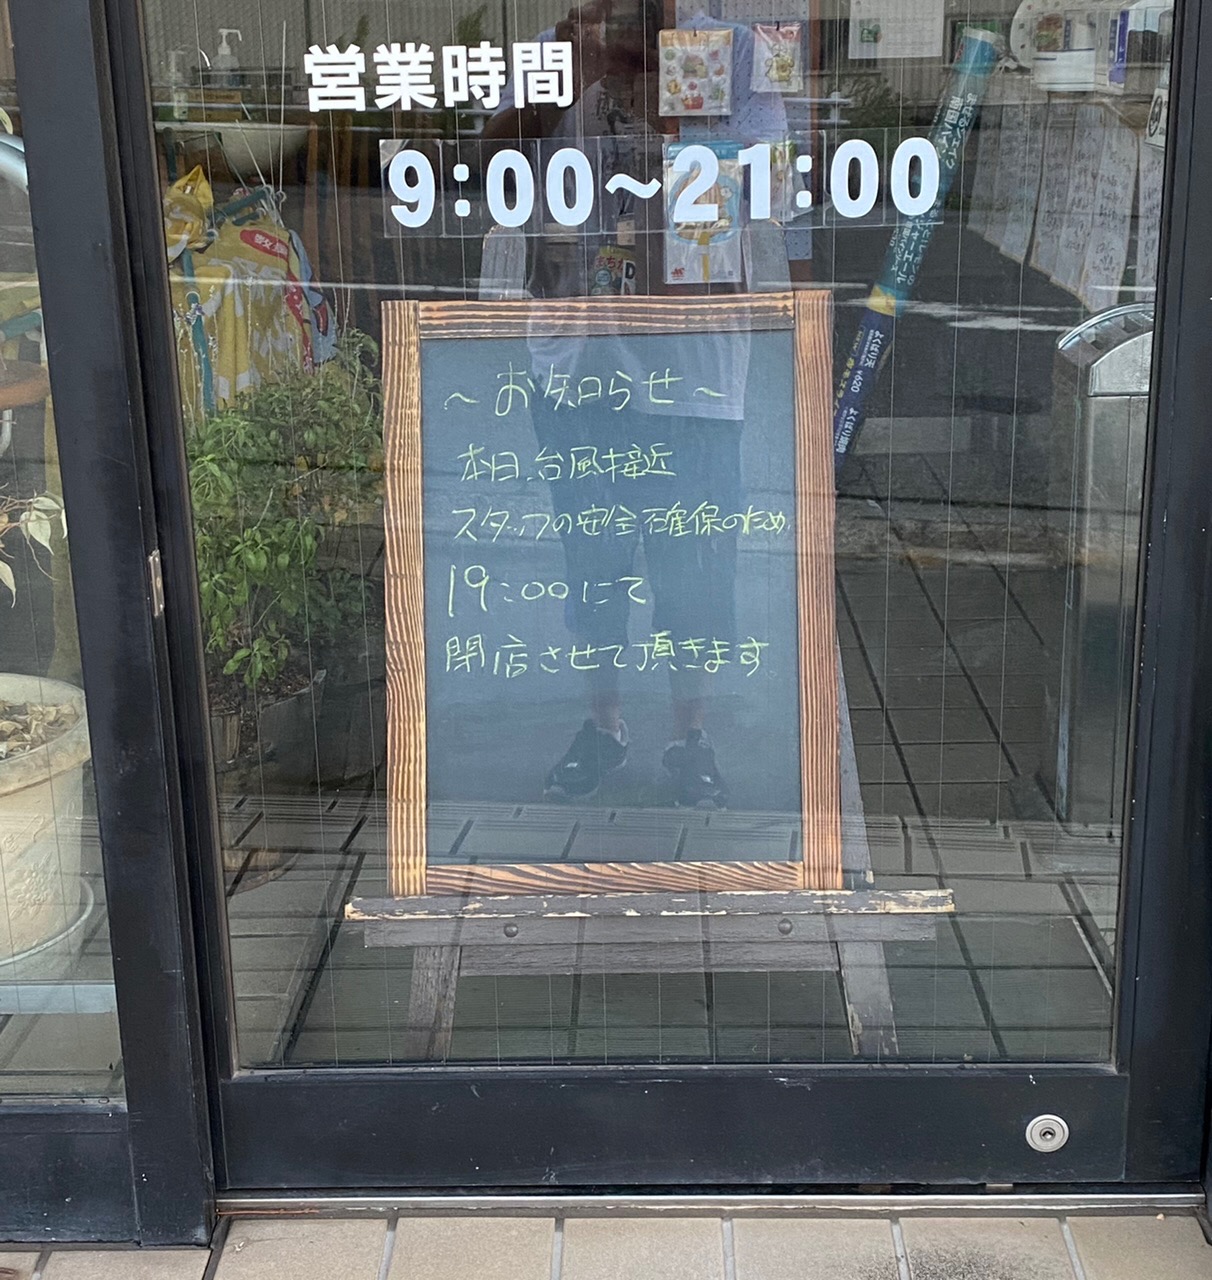 営業時間
9:00~21:00
~お知らせ~
本日、台風接近
スタッフの安全確保のため、
19:00にて
閉店させて頂きます。